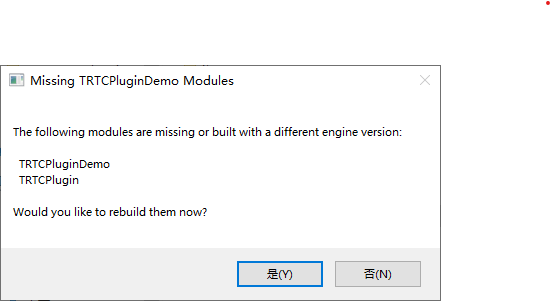 Missing TRTCPluginDemo Modules
The following modules are missing or built with a different engine version:
TRTCPluginDemo
TRTCPlugin
Would you like to rebuild them now?
是(Y)
否(N)